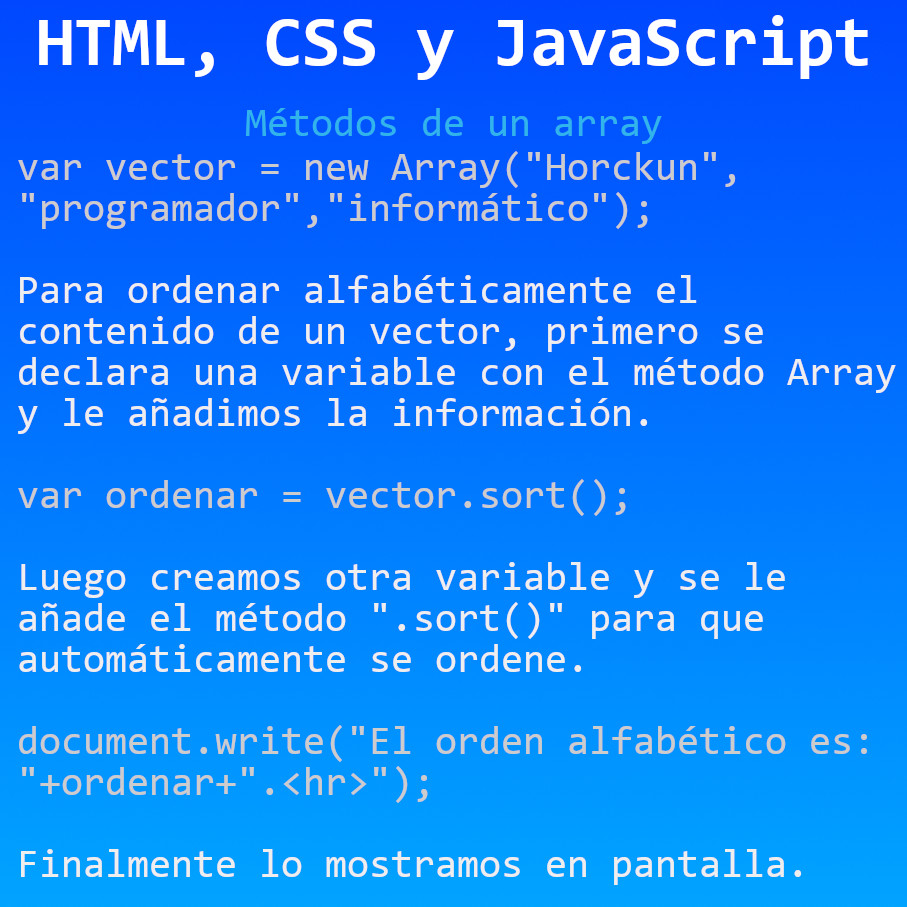 HTML, CSS y JavaScript
Métodos de un array
var vector = new Array("Horckun",
"programador","informático");
Para ordenar alfabéticamente el
contenido de un vector, primero se
declara una variable con el método Array
y le añadimos la información.
var ordenar = vector.sort();
Luego creamos otra variable y se le
añade el método ".sort()" para que
automáticamente se ordene.
document.write("El orden alfabético es:
"+ordenar+".<hr>");
Finalmente lo mostramos en pantalla.